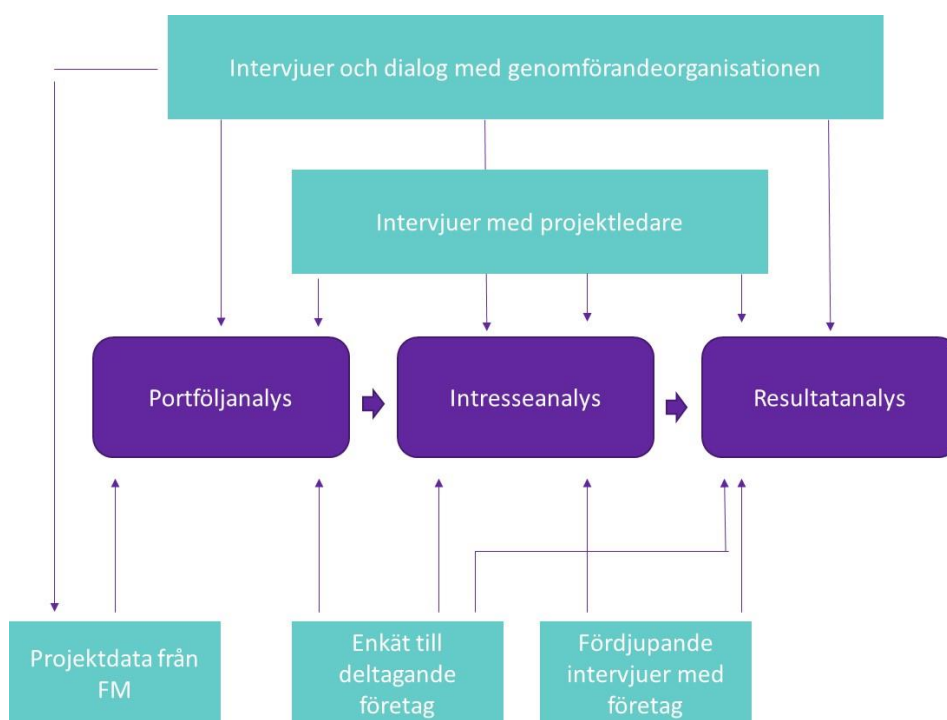 Intervjuer och dialog med genomförandeorganisationen
Intervjuer med projektledare
Portföljanalys
Intresseanalys
Resultatanalys
Projektdata från
FM
Enkät till
deltagande
företag
Fördjupande
intervjuer med
företag